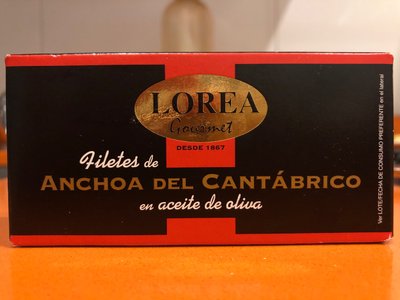 LOREA
Gourmet
DESDE 1867
Filetes de
ANCHOA DEL CANTÁBRICO
en aceite de oliva
Ver LOTE/FECHA DE CONSUMO PREFERENTE en el lateral